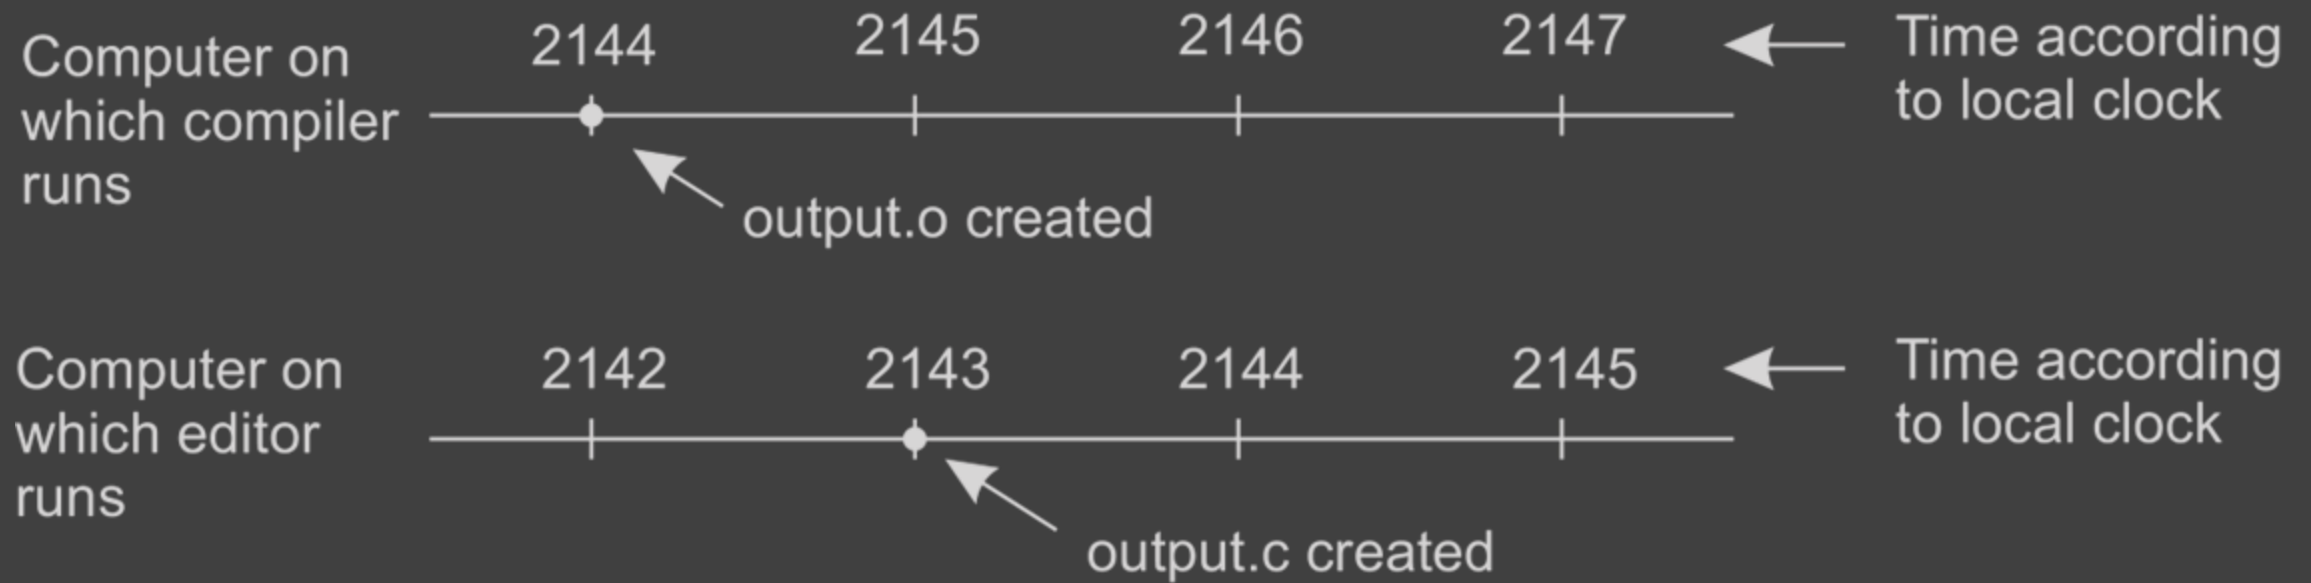 Computer on
which compiler
runs
2144 2145 2146 2147
Time according
to local clock
output.o created
Computer on
which editor
runs
2142 2143 2144 2145
Time according
to local clock
output.c created